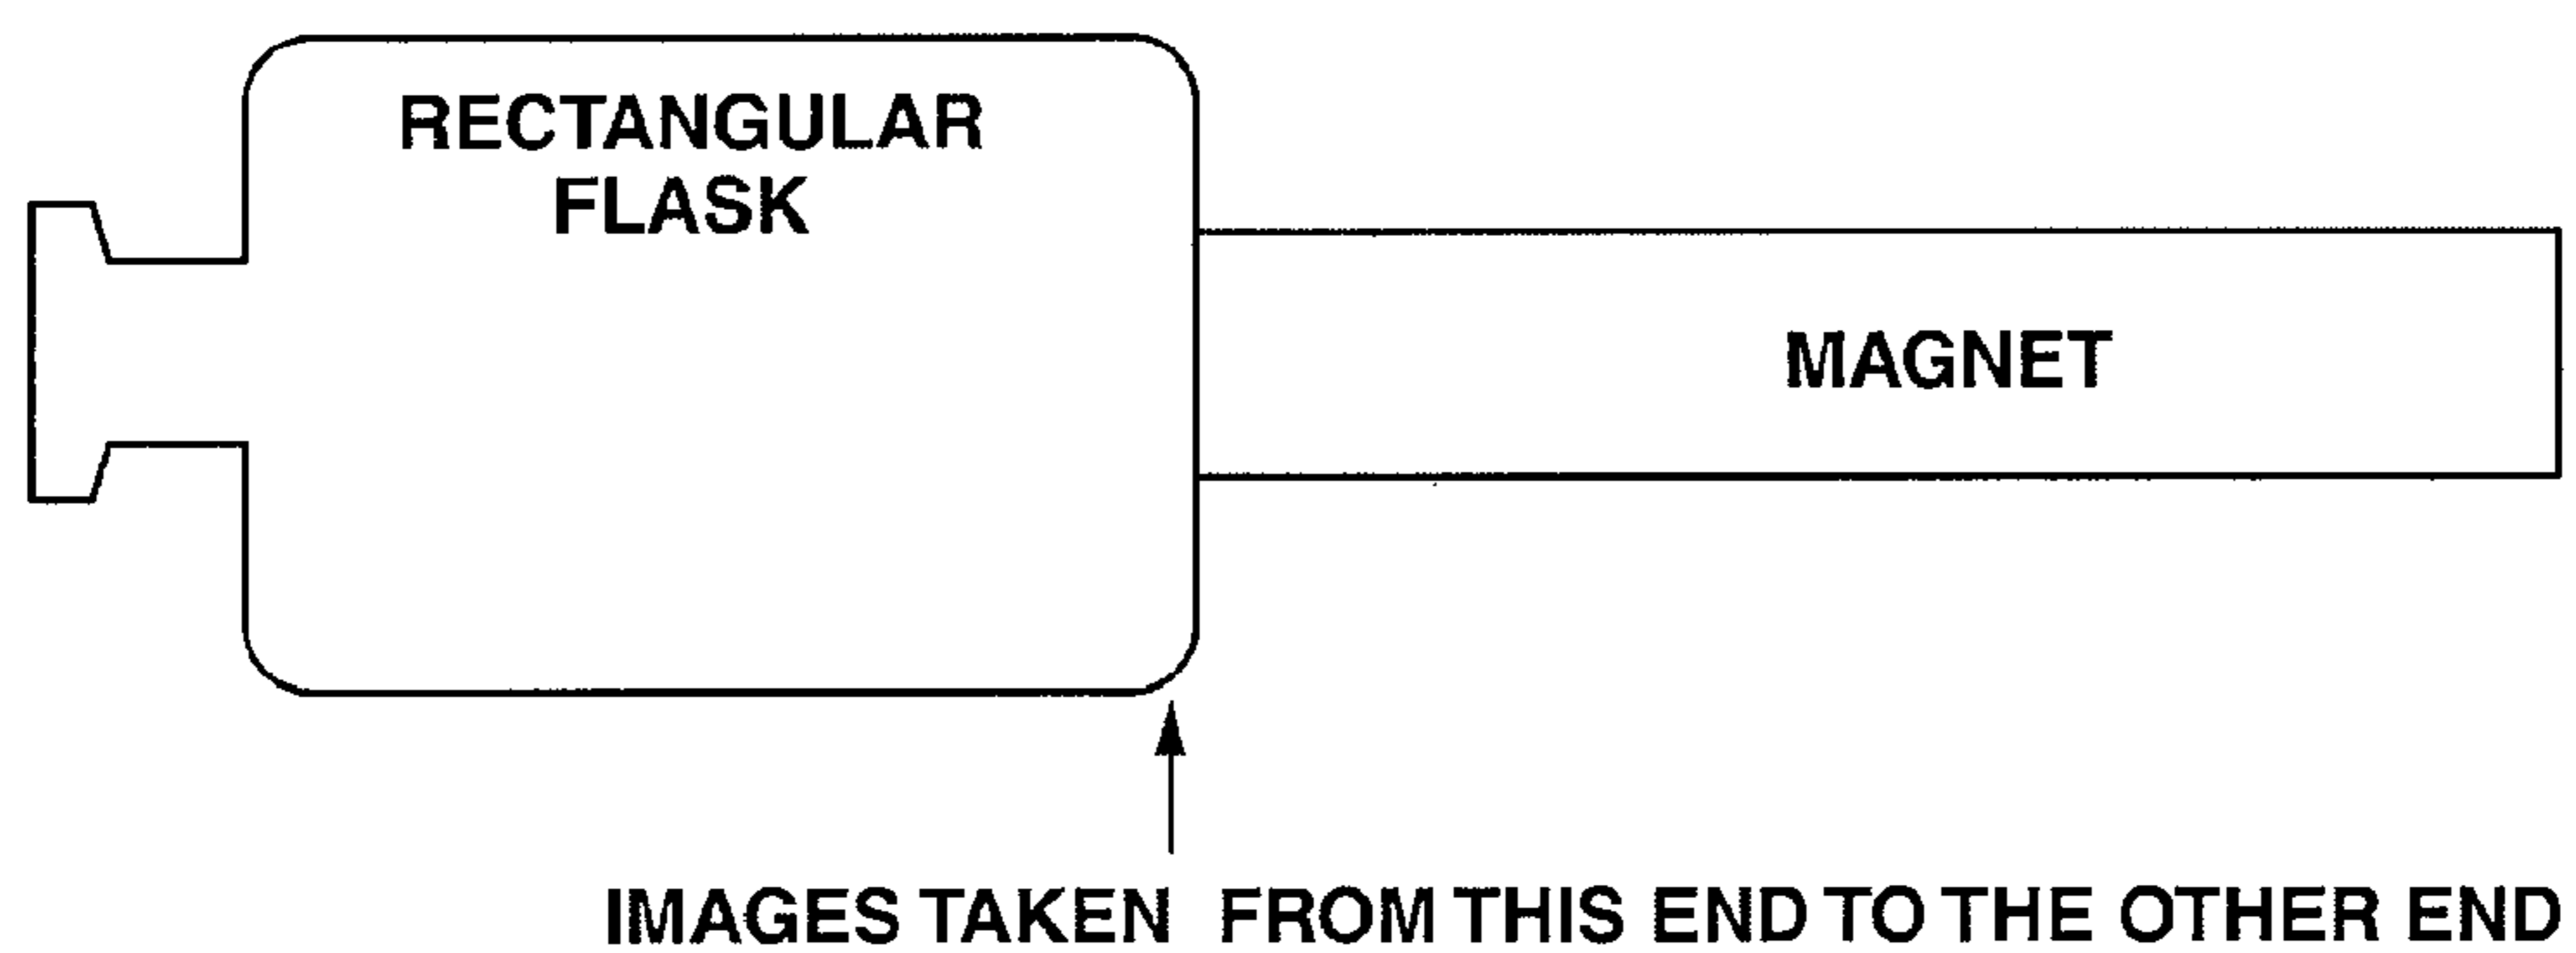 RECTANGULAR
FLASK
MAGNET
IMAGES TAKEN FROM THIS END TO THE OTHER END